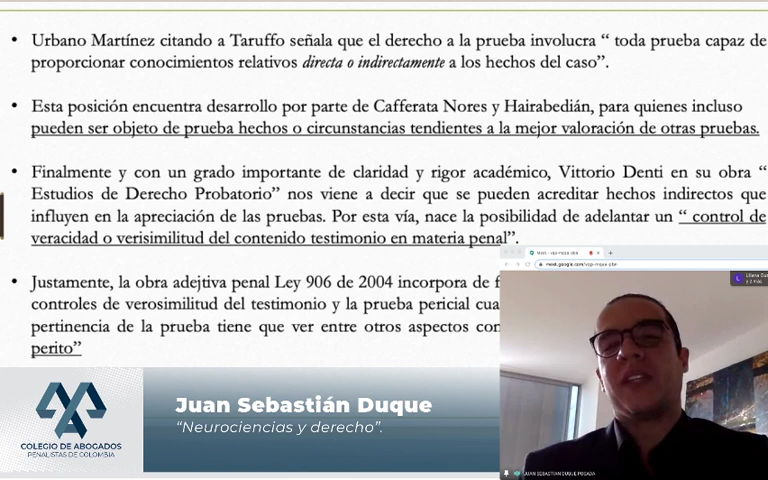 • Urbano Martínez citando a Taruffo señala que el derecho a la prueba involucra “ toda prueba capaz de
proporcionar conocimientos relativos directa o indirectamente a los hechos del caso”.
• Esta posición encuentra desarrollo por parte de Cafferata Nores y Hairabedián, para quienes incluso
pueden ser objeto de prueba hechos o circunstancias tendientes a la mejor valoración de otras pruebas.
• Finalmente y con un grado importante de claridad y rigor académico, Vittorio Denti en su obra “
Estudios de Derecho Probatorio” nos viene a decir que se pueden acreditar hechos indirectos que
influyen en la apreciación de las pruebas. Por esta vía, nace la posibilidad de adelantar un “ control de
veracidad o verisimilitud del contenido testimonio en materia penal”.
• Justamente, la obra adjetiva penal Ley 906 de 2004 incorpora de f
controles de verosimilitud del testimonio y la prueba pericial cua
pertinencia de la prueba tiene que ver entre otros aspectos con
perito”
Juan Sebastián Duque
“Neurociencias y derecho”.
COLEGIO DE ABOGADOS
PENALISTAS DE COLOMBIA
JUAN SEBASTIAN DUQUE POSADA